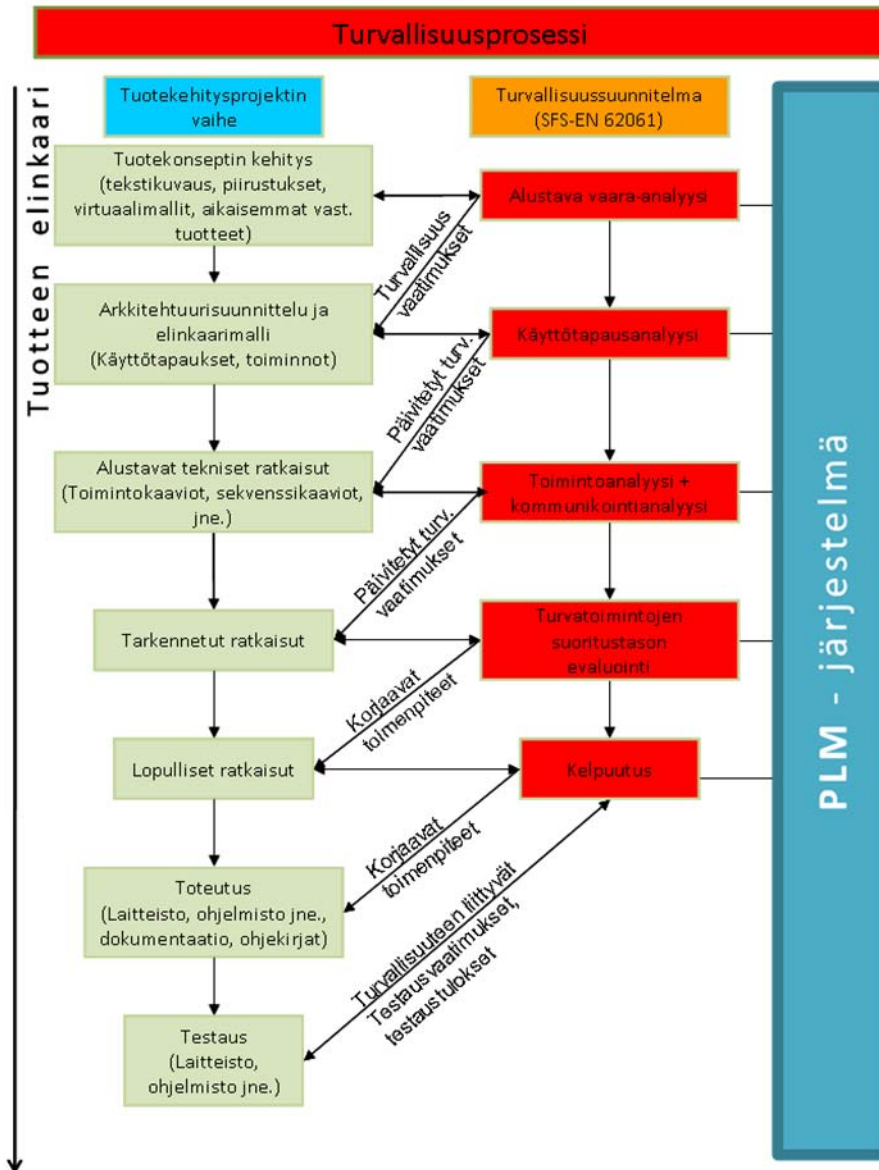 Turvallisuusprosessi
Tuotteen elinkaari
Tuotekehitysprojektin
vaihe
Turvallisuussuunnitelma
(SFS-EN 62061)
Tuotekonseptin kehitys
(tekstikuvaus, piirustukset,
virtuaalimallit, aikaisemmat vast.
tuotteet)
Alustava vaara-analyysi
Turvallisuus
vaatimukset
Arkkitehtuurisuunnittelu ja
elinkaarimalli
(Käyttötapaukset, toiminnot)
Käyttötapausanalyysi
Päivitetyt turv.
vaatimukset
Alustavat tekniset ratkaisut
(Toimintokaaviot, sekvenssikaaviot,
jne.)
Toimintoanalyysi +
kommunikointianalyysi
Päivitetyt turv.
vaatimukset
Tarkennetut ratkaisut
Turvatoimintojen
suoritustason
evaluointi
Korjaavat
toimenpiteet
Lopulliset ratkaisut
Kelpuutus
Korjaavat
toimenpiteet
Toteutus
(Laitteisto, ohjelmisto jne.,
dokumentaatio, ohjekirjat)
Turvallisuuteen liittyvät
Testausvaatimukset,
testaustulokset
Testaus
(Laitteisto,
ohjelmisto jne.)
PLM - järjestelmä